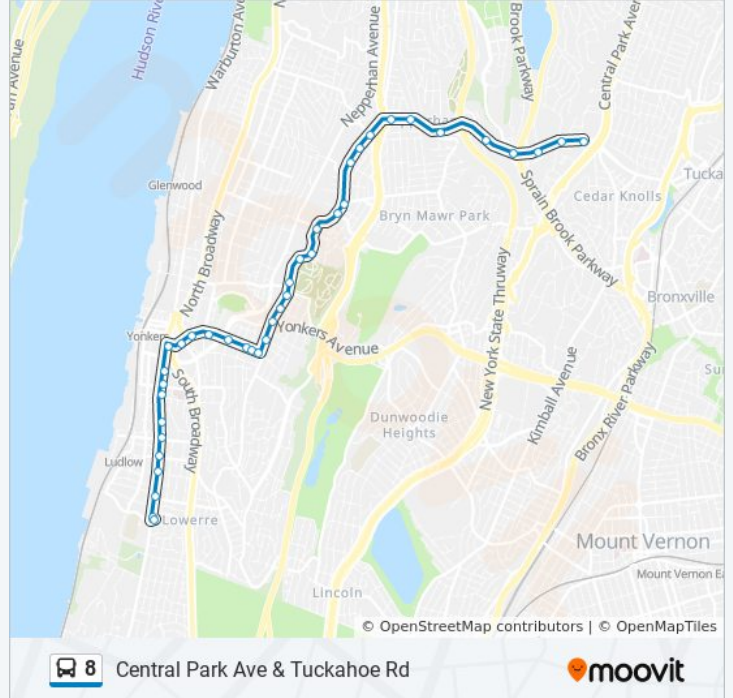 Hudson Riv
Warburton Ave
Nepperhan Avenue
Brook Parkway
Central Park Aven
Avenue
Glenwood
North Broadway
Bryn Mawr Park
Cedar Knolls
Tucka
Sprain Brook Parkway
Bronxville
Yonkers
Yonkers Avenue
New York State Thruway
South Broadway
Kimball Avenue
Bronx River Parkway
Dunwoodie
Heights
Ludlow
Lowerre
Mount Vernon
Mount Vernon Ea
Lincoln
© OpenStreetMap contributors | © OpenMapTiles
8 Central Park Ave & Tuckahoe Rd
moovit